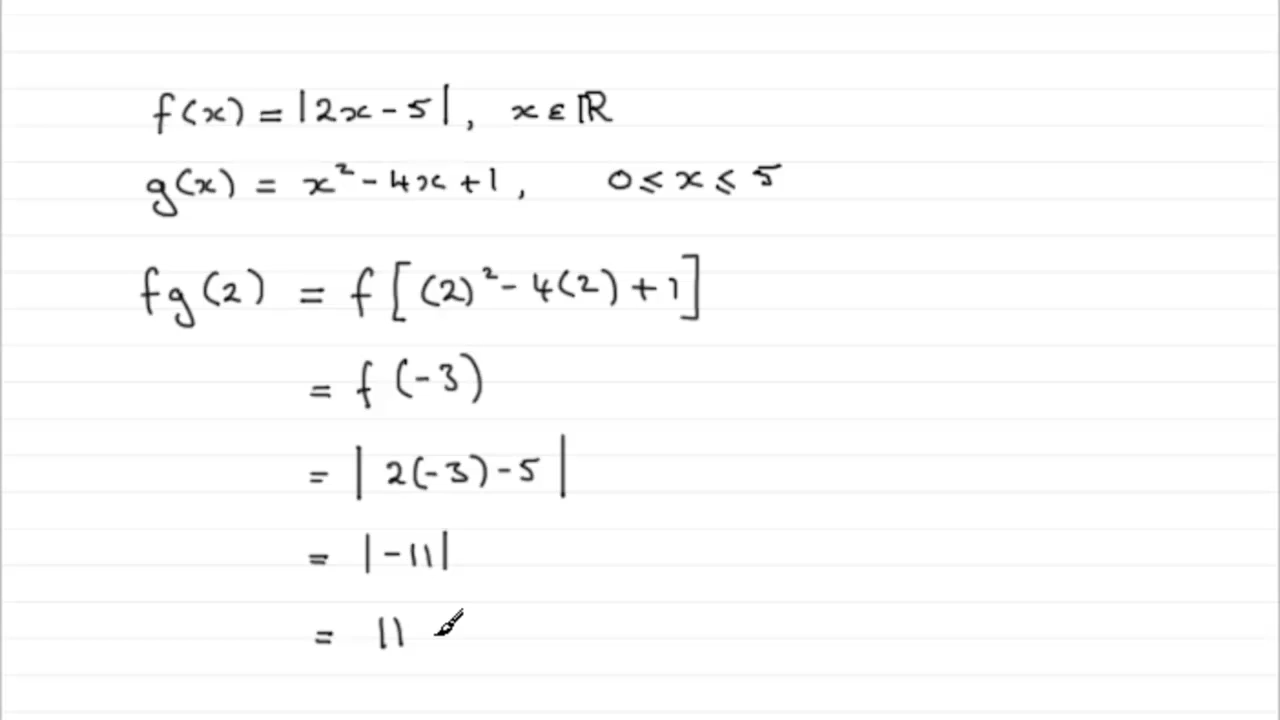 f(x) = |2x - 5|, x ∈ ℝ
g(x) = x² - 4x + 1, 0 ≤ x ≤ 5
fg(2) = f[(2)² - 4(2) + 1]
= f(-3)
= |2(-3) - 5|
= |-11|
= 11